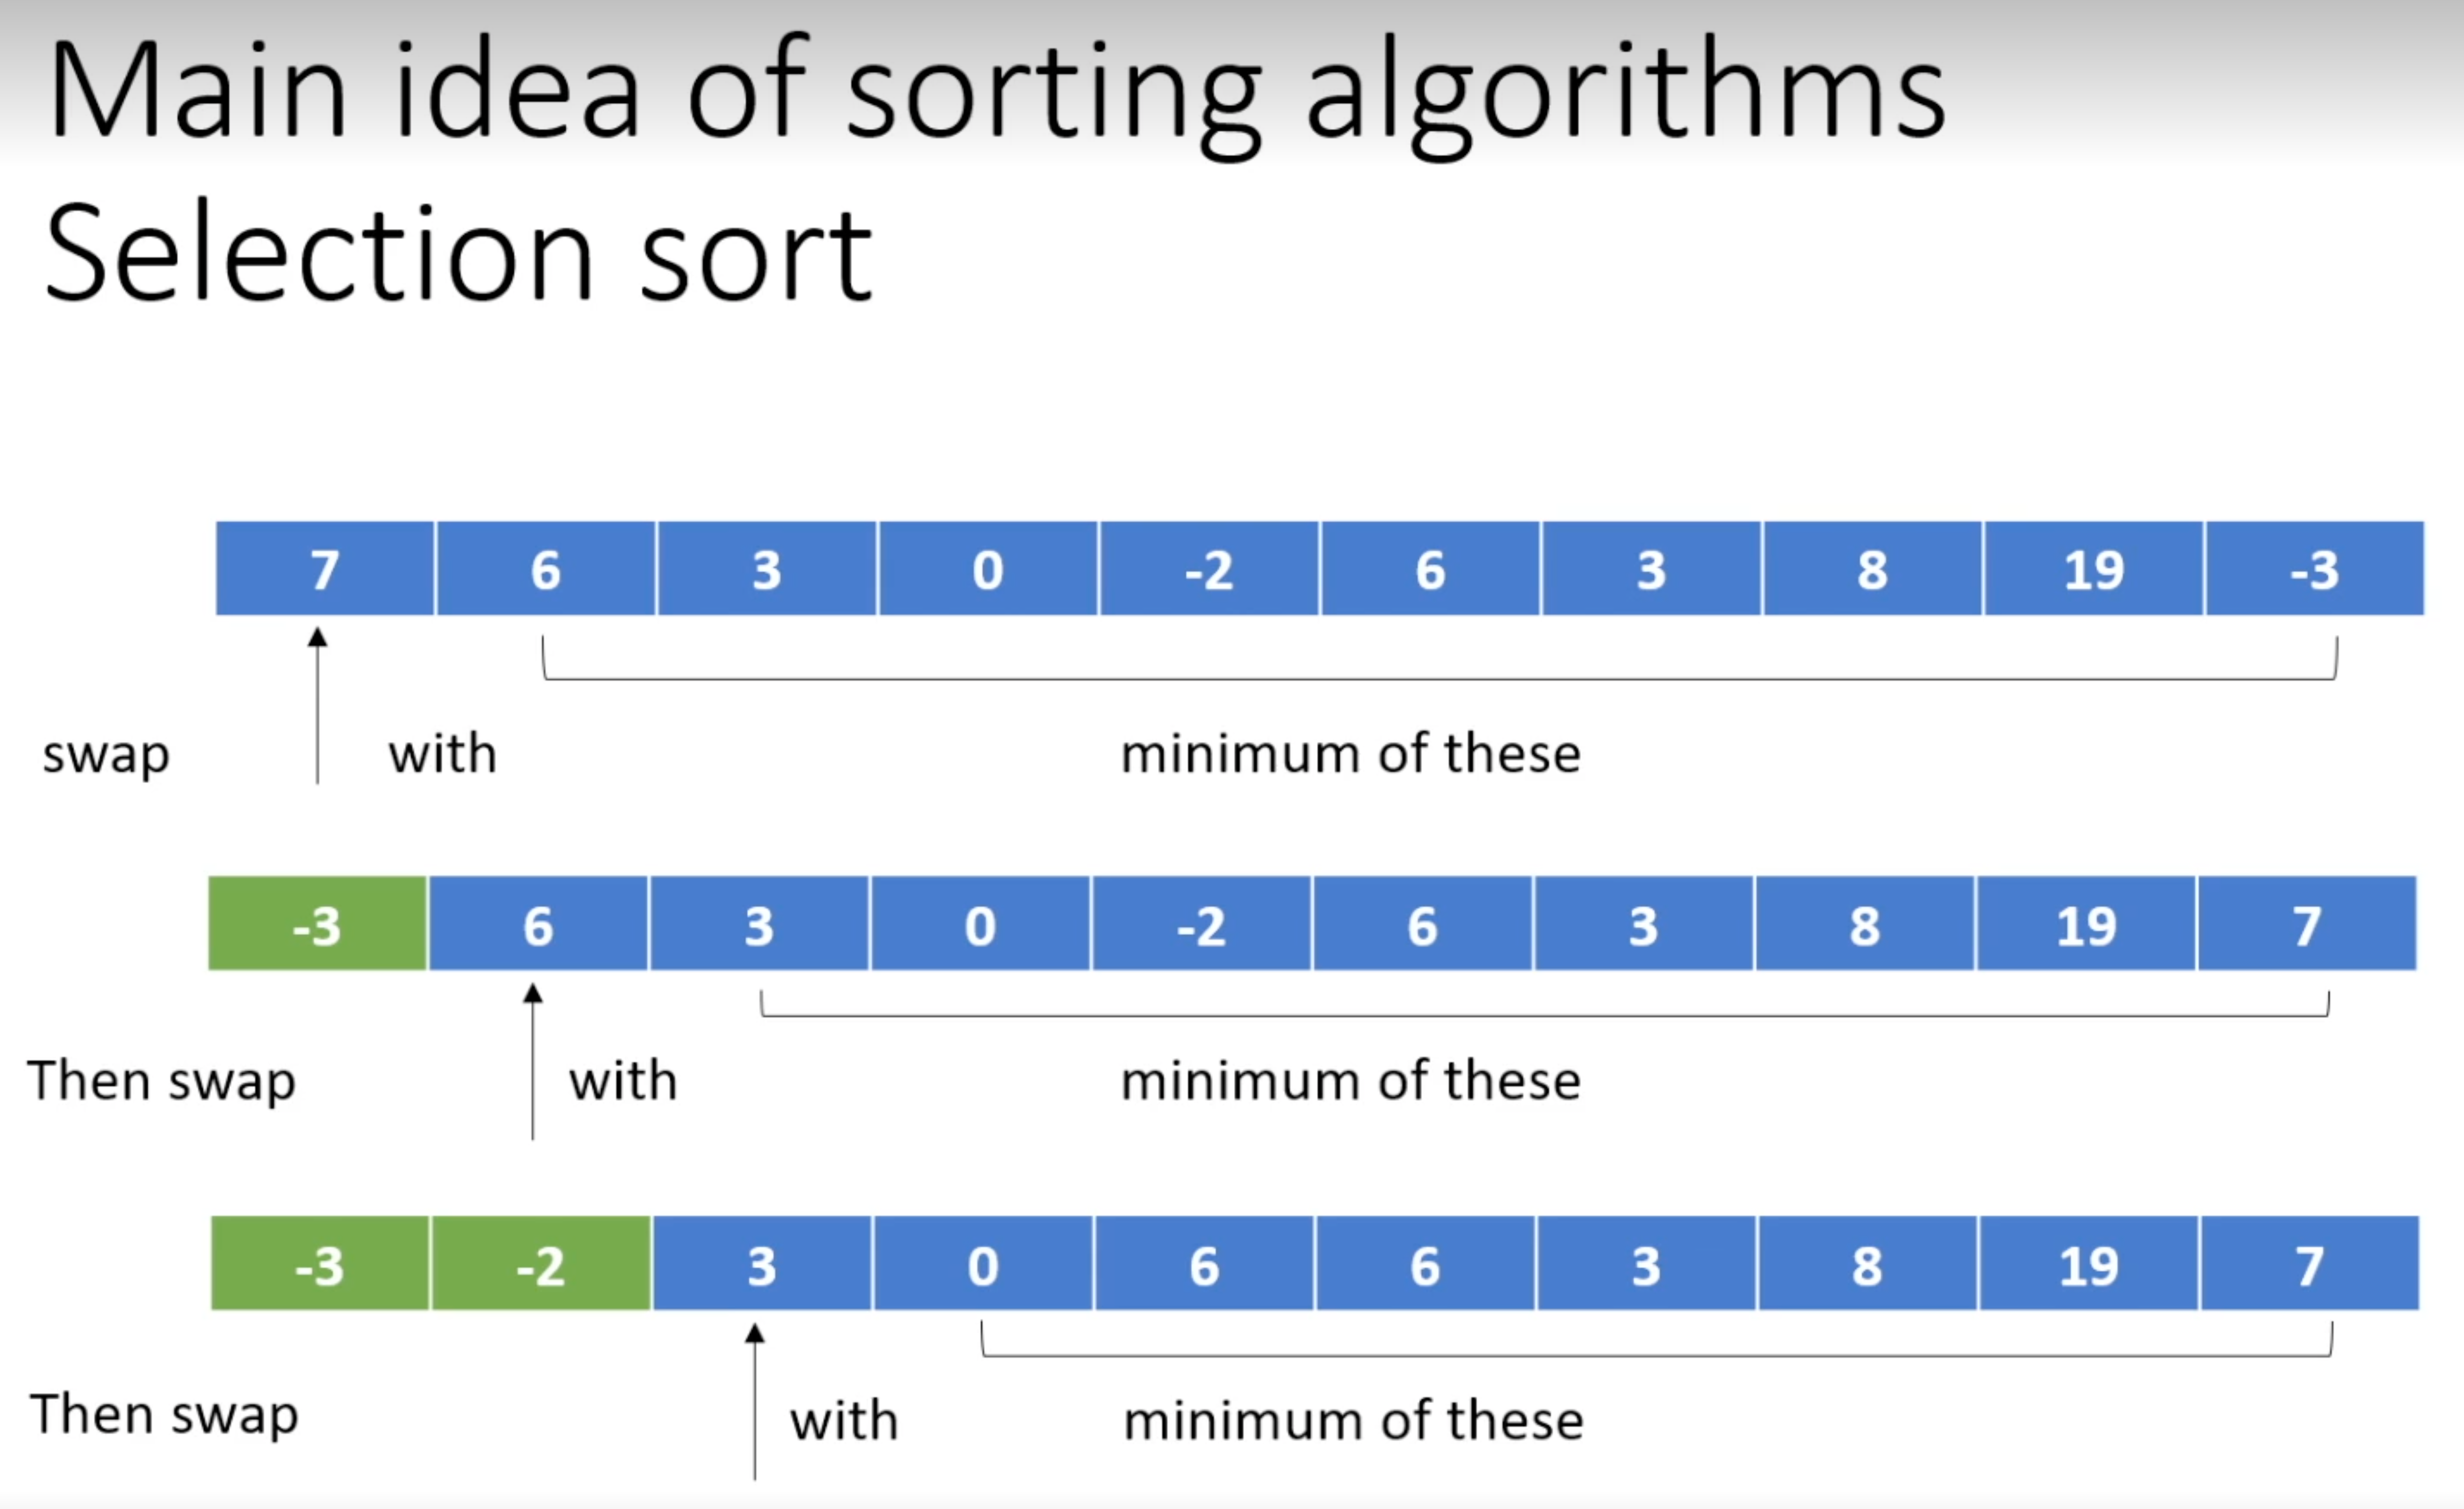 Main idea of sorting algorithms
Selection sort
7 6 3 0 -2 6 3 8 19 -3
swap with minimum of these
-3 6 3 0 -2 6 3 8 19 7
Then swap with minimum of these
-3 -2 3 0 6 6 3 8 19 7
Then swap with minimum of these